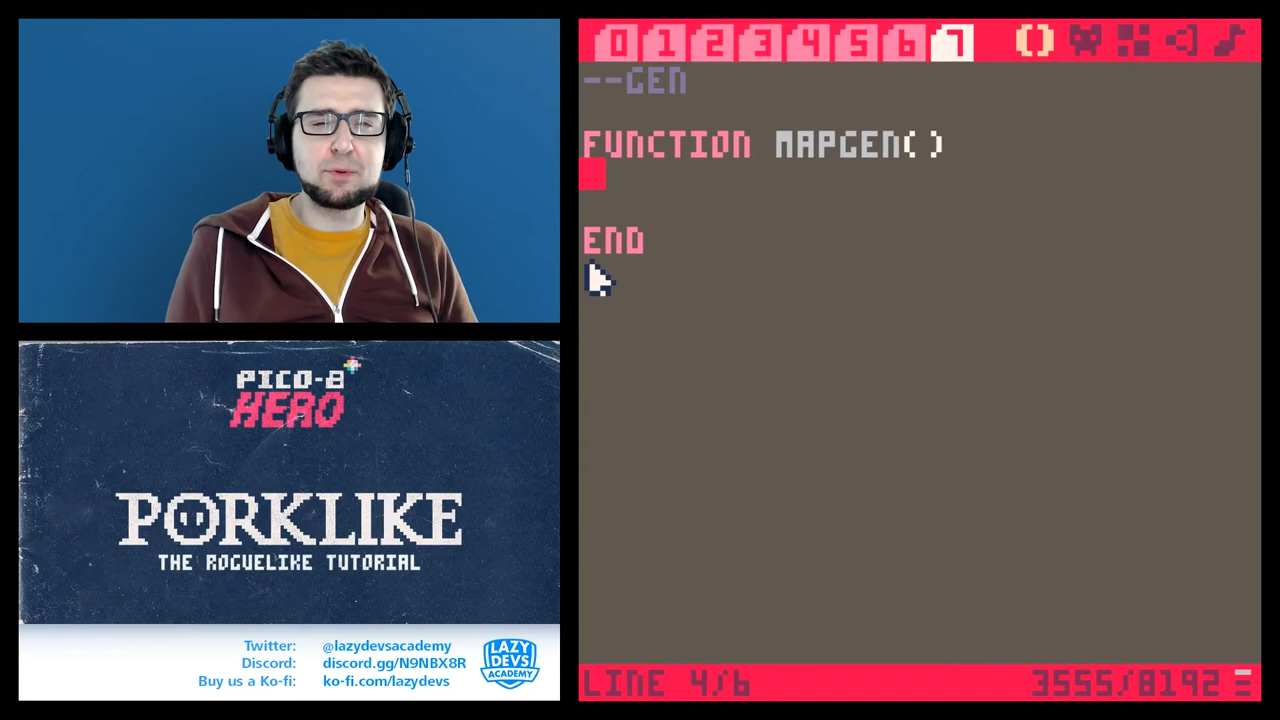 PICO-8
HERO
PORKLIKE
THE ROGUELIKE TUTORIAL
Twitter: @lazydevsacademy
Discord: discord.gg/N9NBX8R
Buy us a Ko-fi: ko-fi.com/lazydevs
LAZY
DEVS
ACADEMY
0 1 2 3 4 5 6 7 ()
--GEN
FUNCTION MAPGEN()
END
LINE 4/6 3555/8192